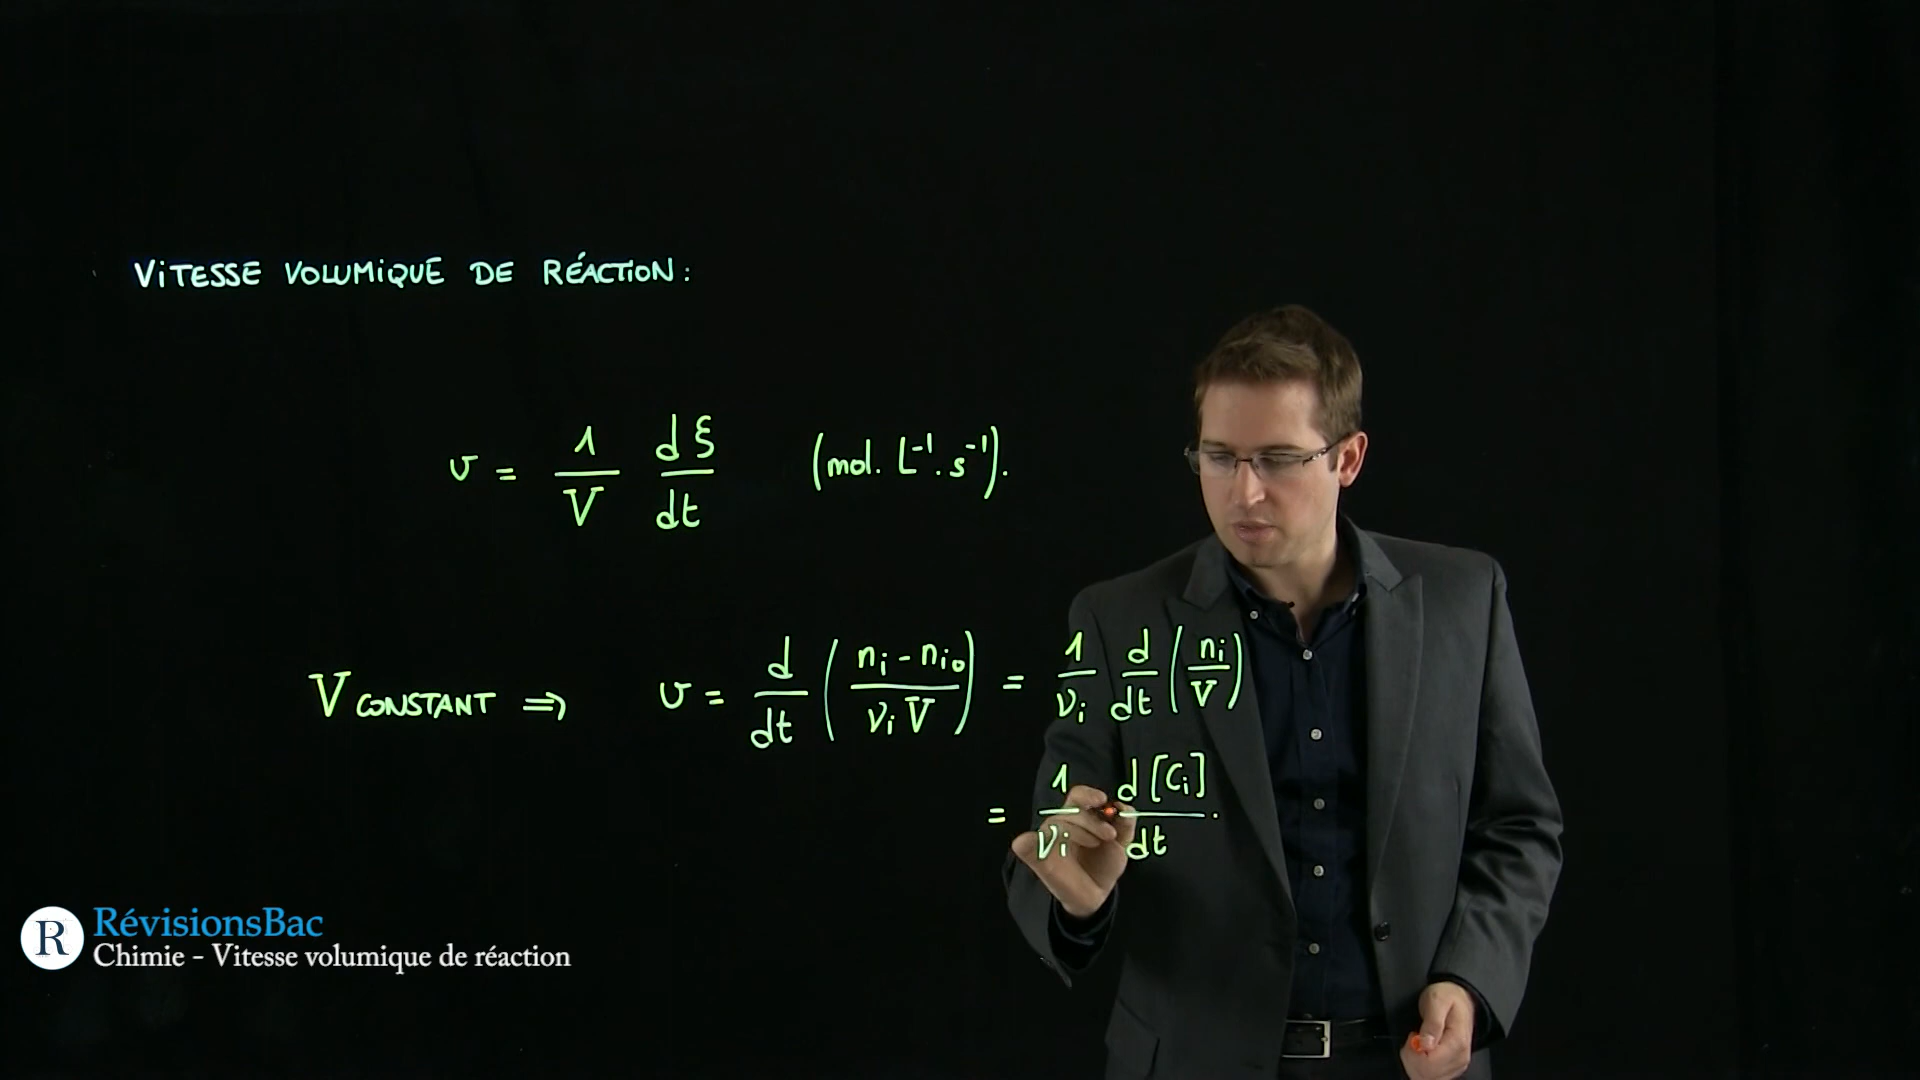 VITESSE VOLUMIQUE DE RÉACTION :
v = 1/V dξ/dt (mol. L⁻¹. s⁻¹).
V CONSTANT ⇒ v = d/dt ( (nᵢ - nᵢ₀)/(νᵢ V) ) = 1/νᵢ d/dt (nᵢ/V)
= 1/νᵢ d[Cᵢ]/dt.
R RévisionsBac
Chimie - Vitesse volumique de réaction